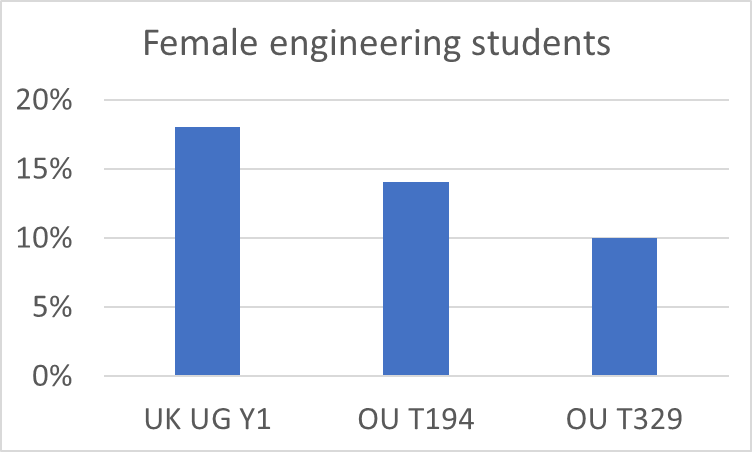 Female engineering students
20%
15%
10%
5%
0%
UK UG Y1 OU T194 OU T329